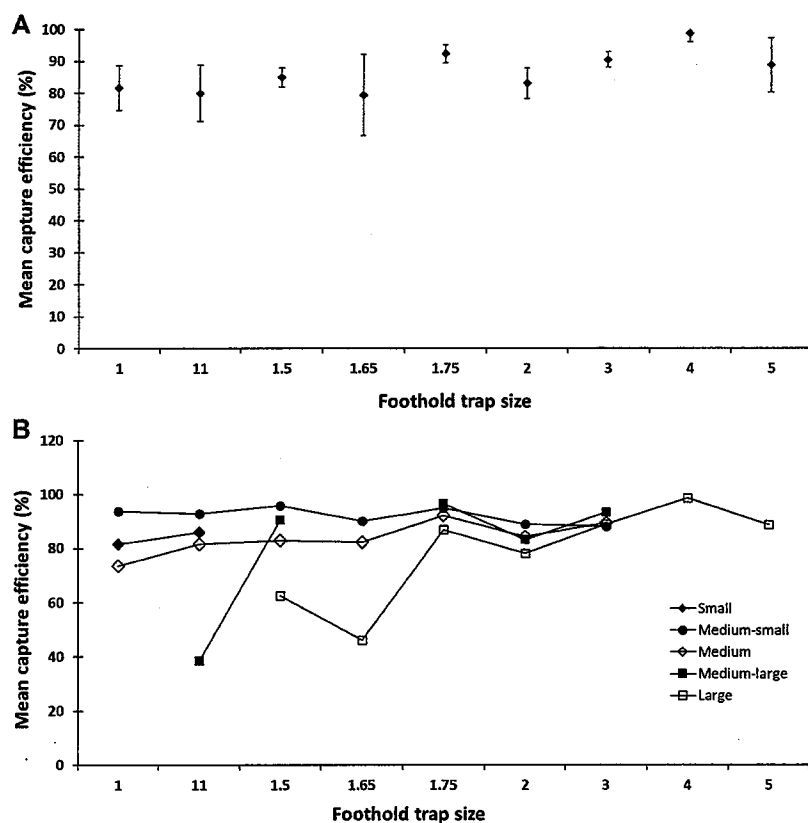 A
Mean capture efficiency (%)
100
90
80
70
60
50
40
30
20
10
0
1 11 1.5 1.65 1.75 2 3 4 5
Foothold trap size
B
Mean capture efficiency (%)
120
100
80
60
40
20
0
Small
Medium-small
Medium
Medium-large
Large
1 11 1.5 1.65 1.75 2 3 4 5
Foothold trap size